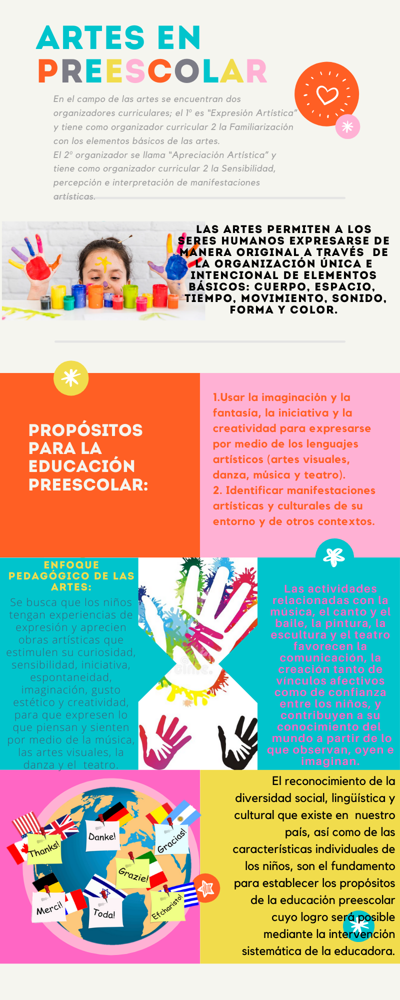 ARTES EN
PREESCOLAR
En el campo de las artes se encuentran dos
organizadores curriculares; el 1º es "Expresión Artística"
y tiene como organizador curricular 2 la Familiarización
con los elementos básicos de las artes.
El 2º organizador se llama "Apreciación Artística" y
tiene como organizador curricular 2 la Sensibilidad,
percepción e interpretación de manifestaciones
artísticas.
LAS ARTES PERMITEN A LOS
SERES HUMANOS EXPRESARSE DE
MANERA ORIGINAL A TRAVÉS DE
LA ORGANIZACIÓN ÚNICA E
INTENCIONAL DE ELEMENTOS
BÁSICOS: CUERPO, ESPACIO,
TIEMPO, MOVIMIENTO, SONIDO,
FORMA Y COLOR.
PROPÓSITOS
PARA LA
EDUCACIÓN
PREESCOLAR:
1.Usar la imaginación y la
fantasía, la iniciativa y la
creatividad para expresarse
por medio de los lenguajes
artísticos (artes visuales,
danza, música y teatro).
2. Identificar manifestaciones
artísticas y culturales de su
entorno y de otros contextos.
ENFOQUE
PEDAGÓGICO DE LAS
ARTES:
Se busca que los niños
tengan experiencias de
expresión y aprecien
obras artísticas que
estimulen su curiosidad,
sensibilidad, iniciativa,
espontaneidad,
imaginación, gusto
estético y creatividad,
para que expresen lo
que piensan y sienten
por medio de la música,
las artes visuales, la
danza y el teatro.
Las actividades
relacionadas con la
música, el canto y el
baile, la pintura, la
escultura y el teatro
favorecen la
comunicación, la
creación tanto de
vínculos afectivos
como de confianza
entre los niños, y
contribuyen a su
conocimiento del
mundo a partir de lo
que observan, oyen e
imaginan.
Thanks!
Danke!
Gracias!
Grazie!
Merci!
Toda!
Efcharisto!
El reconocimiento de la
diversidad social, lingüística y
cultural que existe en nuestro
país, así como de las
características individuales de
los niños, son el fundamento
para establecer los propósitos
de la educación preescolar
cuyo logro será posible
mediante la intervención
sistemática de la educadora.